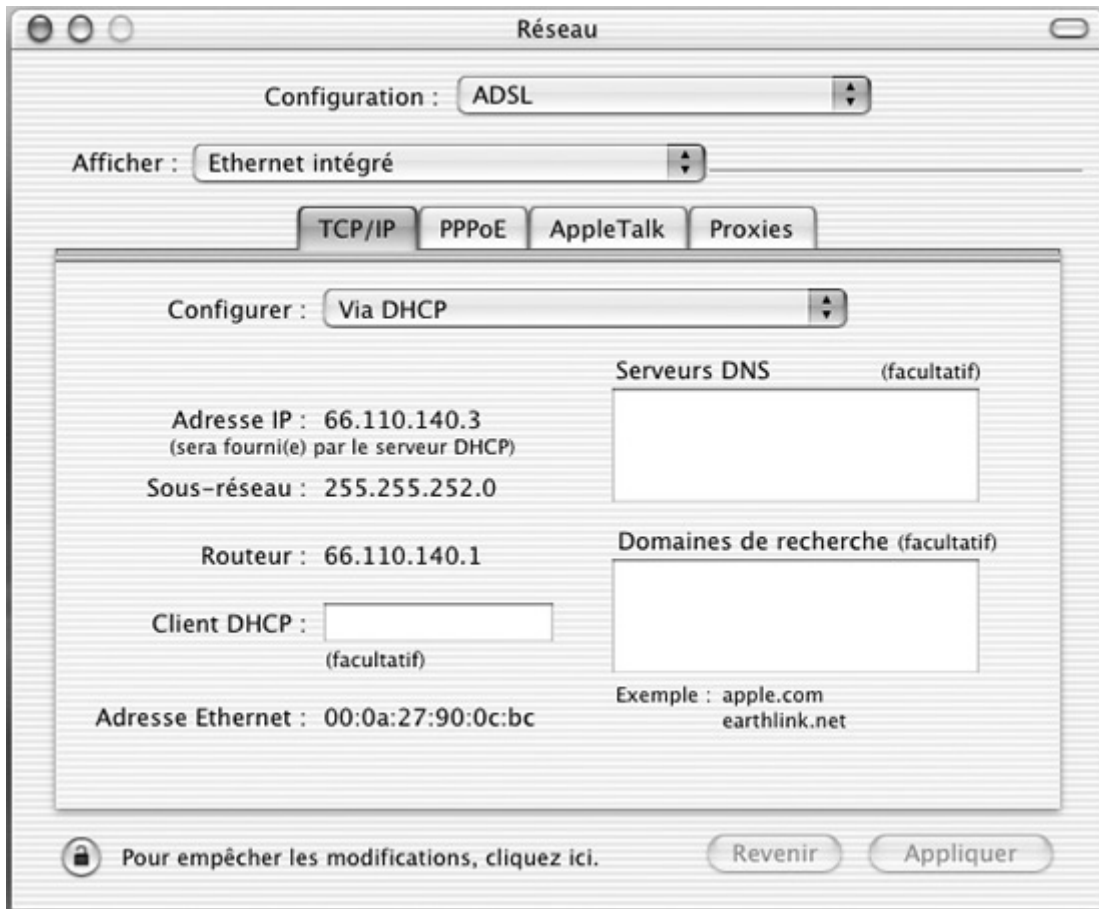 Réseau
Configuration : ADSL
Afficher : Ethernet intégré
TCP/IP PPPoE AppleTalk Proxies
Configurer : Via DHCP
Serveurs DNS (facultatif)
Adresse IP : 66.110.140.3
(sera fourni(e) par le serveur DHCP)
Sous-réseau : 255.255.252.0
Domaines de recherche (facultatif)
Routeur : 66.110.140.1
Client DHCP :
(facultatif)
Exemple : apple.com
earthlink.net
Adresse Ethernet : 00:0a:27:90:0c:bc
Pour empêcher les modifications, cliquez ici.
Revenir Appliquer